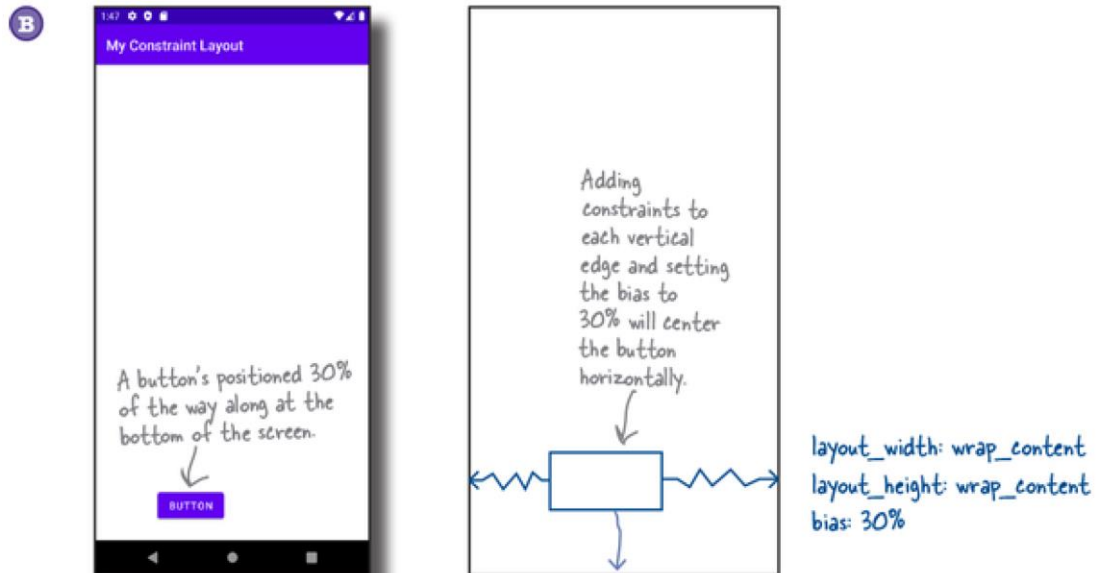 B
1:47
My Constraint Layout
A button's positioned 30%
of the way along at the
bottom of the screen.
BUTTON
Adding
constraints to
each vertical
edge and setting
the bias to
30% will center
the button
horizontally.
layout_width: wrap_content
layout_height: wrap_content
bias: 30%